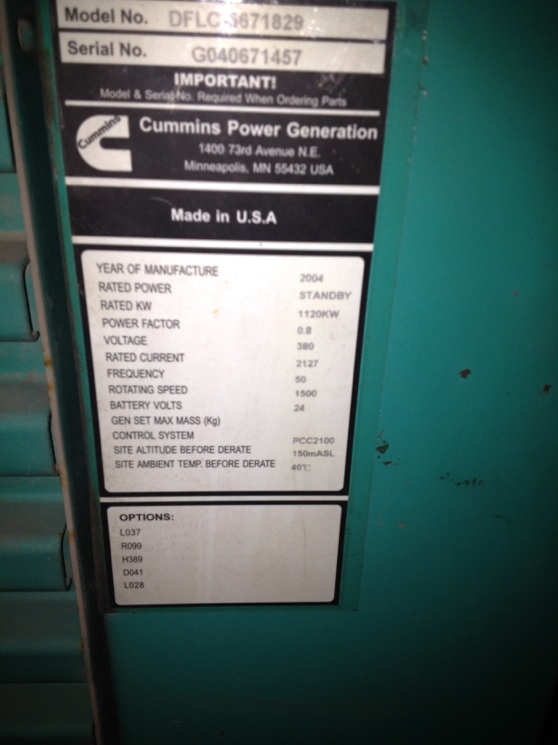 Model No. DFLC-5671829
Serial No. G040671457
IMPORTANT!
Model & Serial No. Required When Ordering Parts
Cummins
Cummins Power Generation
1400 73rd Avenue N.E.
Minneapolis, MN 55432 USA
Made in U.S.A
YEAR OF MANUFACTURE 2004
RATED POWER STANDBY
RATED KW 1120KW
POWER FACTOR 0.8
VOLTAGE 380
RATED CURRENT 2127
FREQUENCY 50
ROTATING SPEED 1500
BATTERY VOLTS 24
GEN SET MAX MASS (Kg)
CONTROL SYSTEM PCC2100
SITE ALTITUDE BEFORE DERATE 150mASL
SITE AMBIENT TEMP. BEFORE DERATE 40℃
OPTIONS:
L037
R099
H389
D041
L028